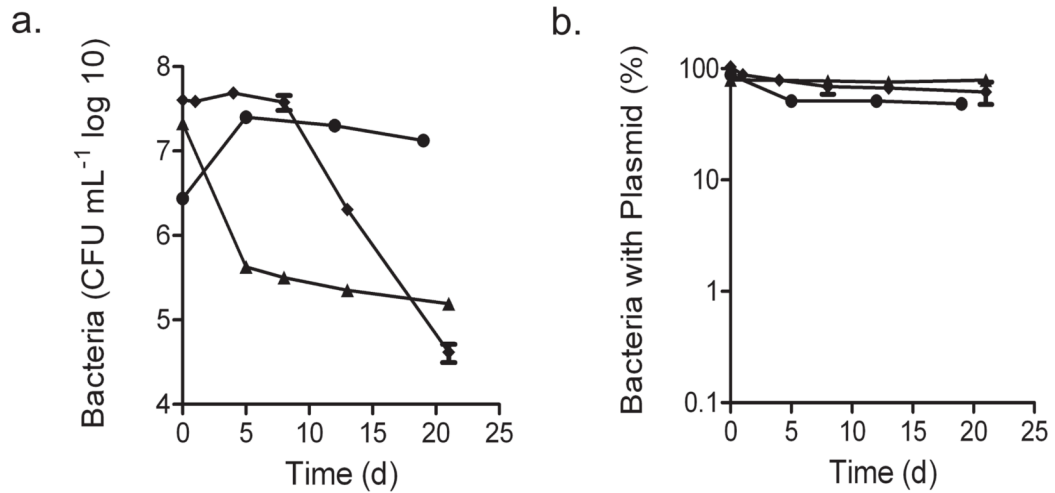 a.
Bacteria (CFU mL⁻¹ log 10)
8
7
6
5
4
0 5 10 15 20 25
Time (d)
b.
Bacteria with Plasmid (%)
100
10
1
0.1
0 5 10 15 20 25
Time (d)